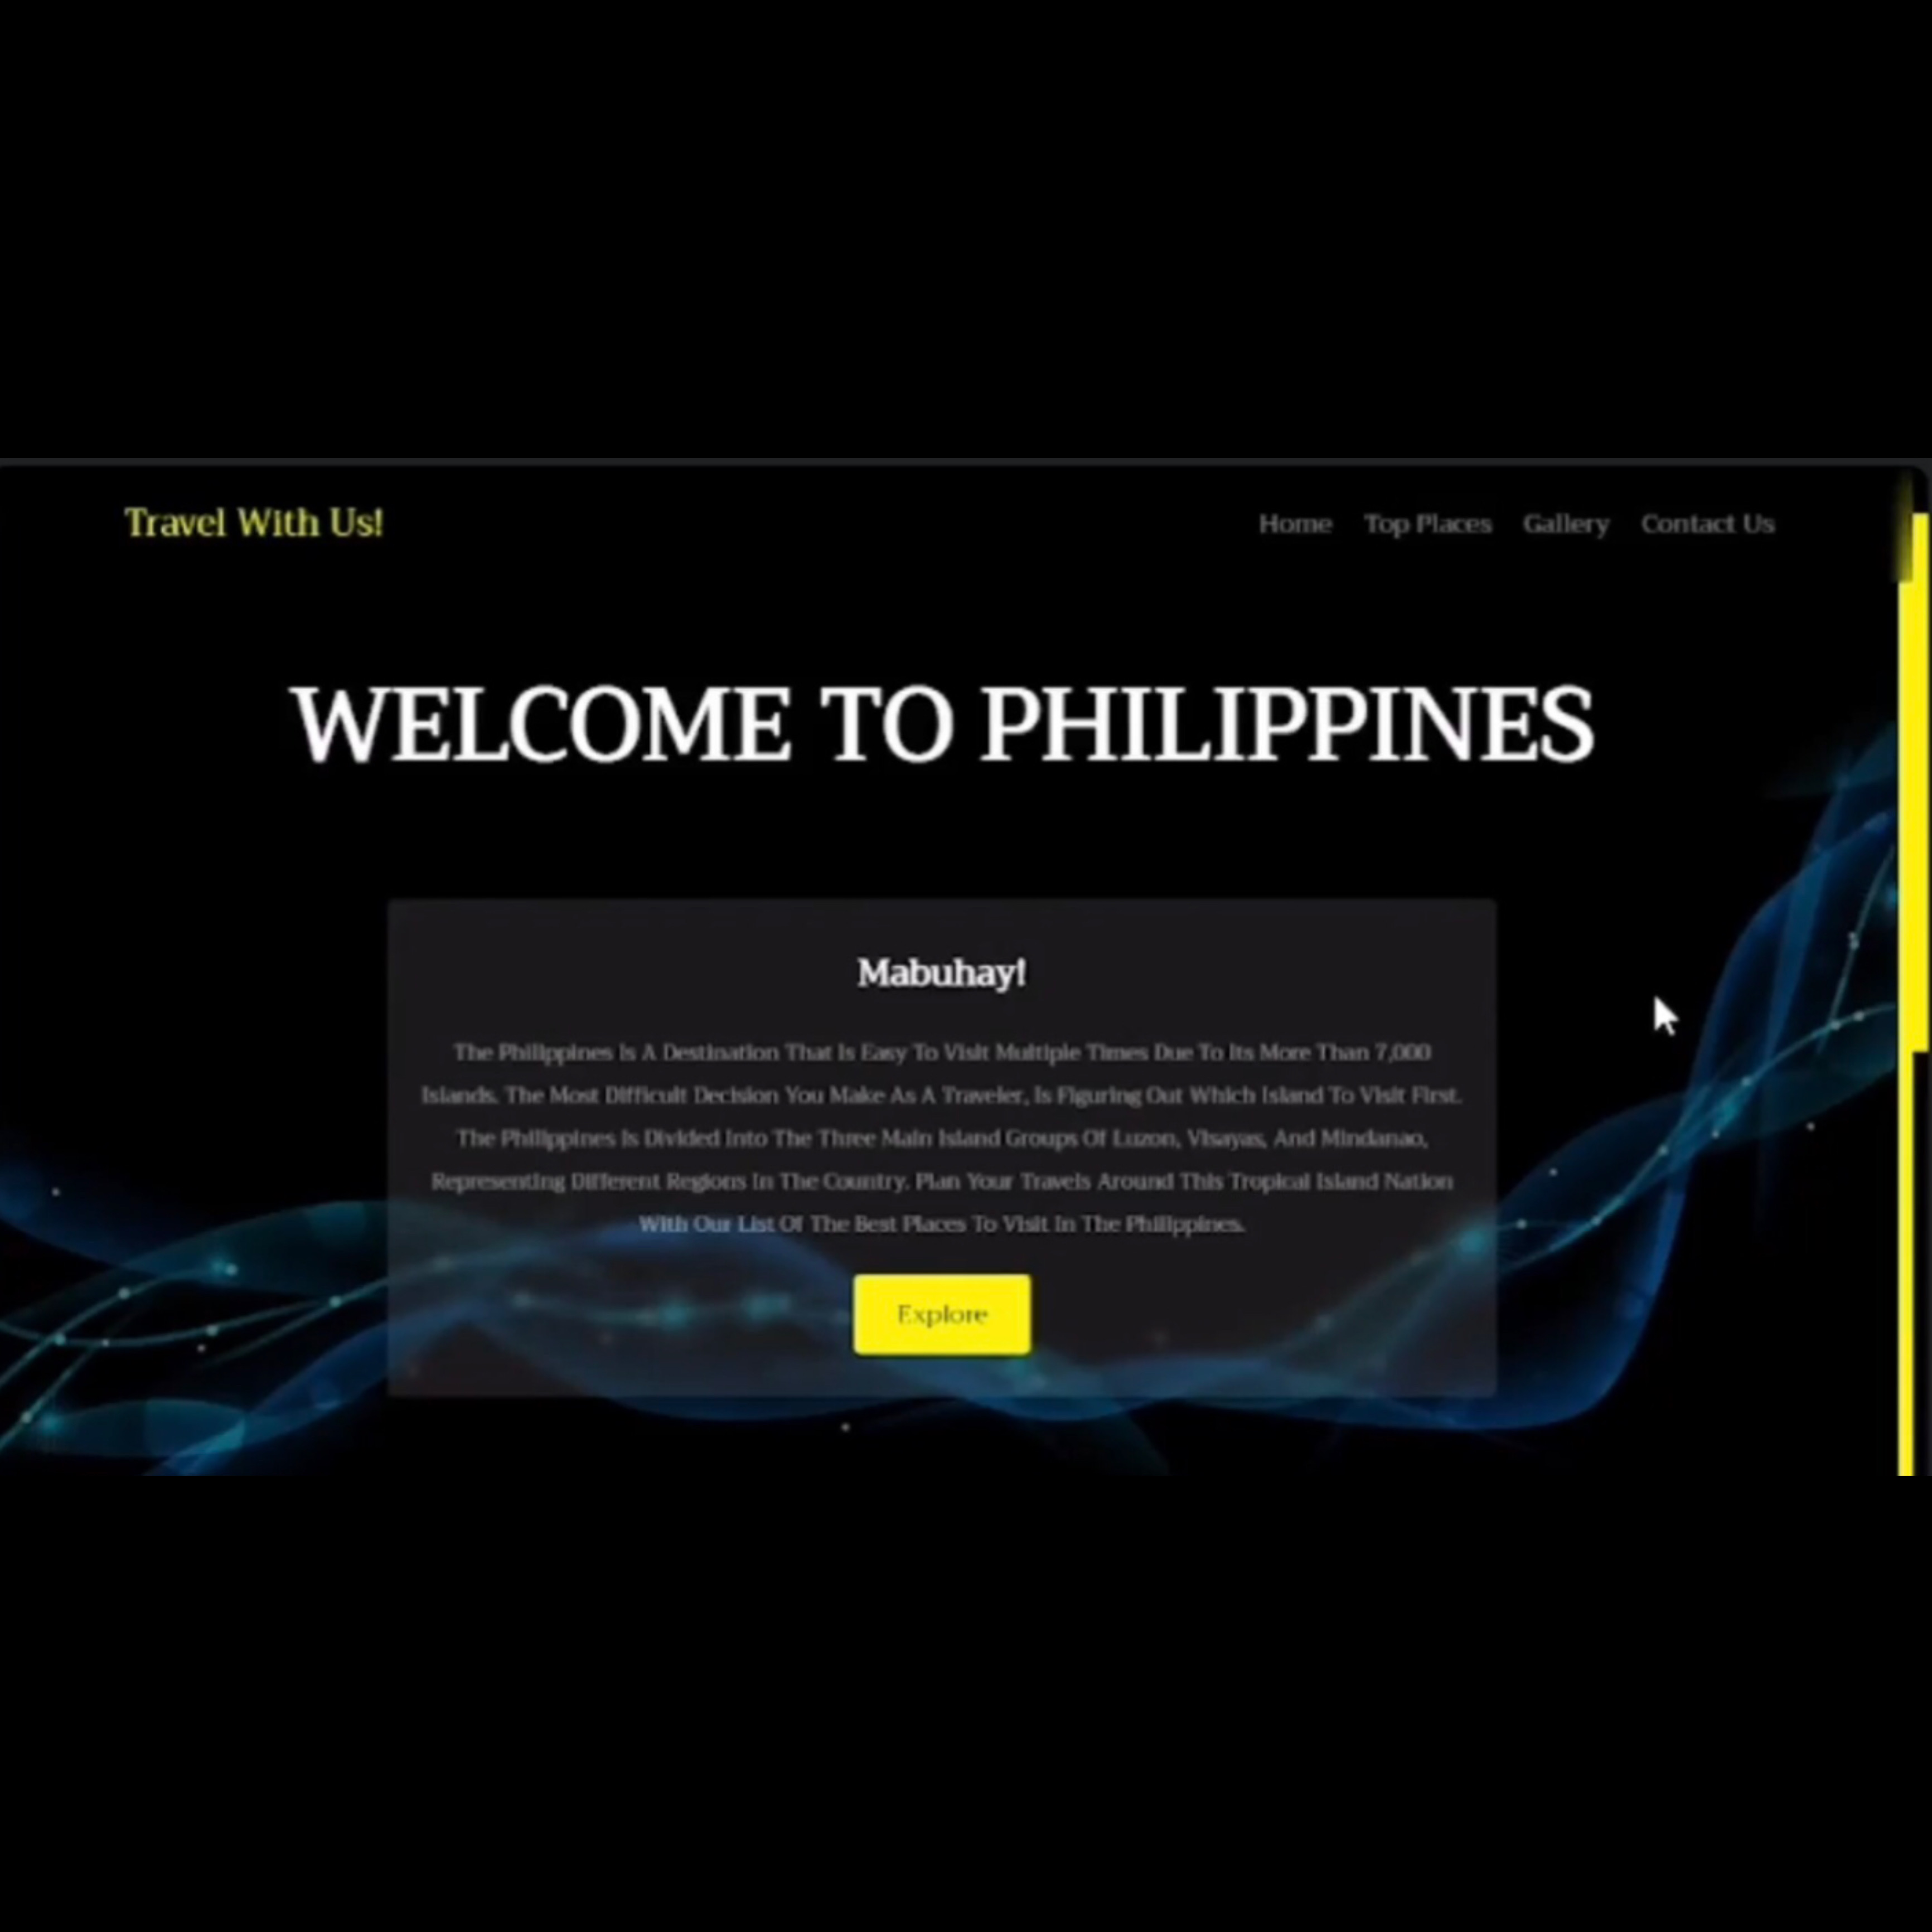 Travel With Us!
Home Top Places Gallery Contact Us
WELCOME TO PHILIPPINES
Mabuhay!
The Philippines Is A Destination That Is Easy To Visit Multiple Times Due To Its More Than 7,000
Islands. The Most Difficult Decision You Make As A Traveler, Is Figuring Out Which Island To Visit First.
The Philippines Is Divided Into The Three Main Island Groups Of Luzon, Visayas, And Mindanao,
Representing Different Regions In The Country. Plan Your Travels Around This Tropical Island Nation
With Our List Of The Best Places To Visit In The Philippines.
Explore